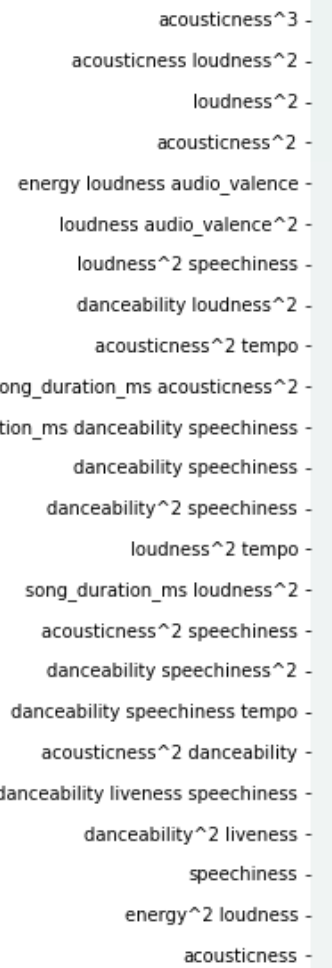 acousticness^3
acousticness loudness^2
loudness^2
acousticness^2
energy loudness audio_valence
loudness audio_valence^2
loudness^2 speechiness
danceability loudness^2
acousticness^2 tempo
ong_duration_ms acousticness^2
tion_ms danceability speechiness
danceability speechiness
danceability^2 speechiness
loudness^2 tempo
song_duration_ms loudness^2
acousticness^2 speechiness
danceability speechiness^2
danceability speechiness tempo
acousticness^2 danceability
danceability liveness speechiness
danceability^2 liveness
speechiness
energy^2 loudness
acousticness